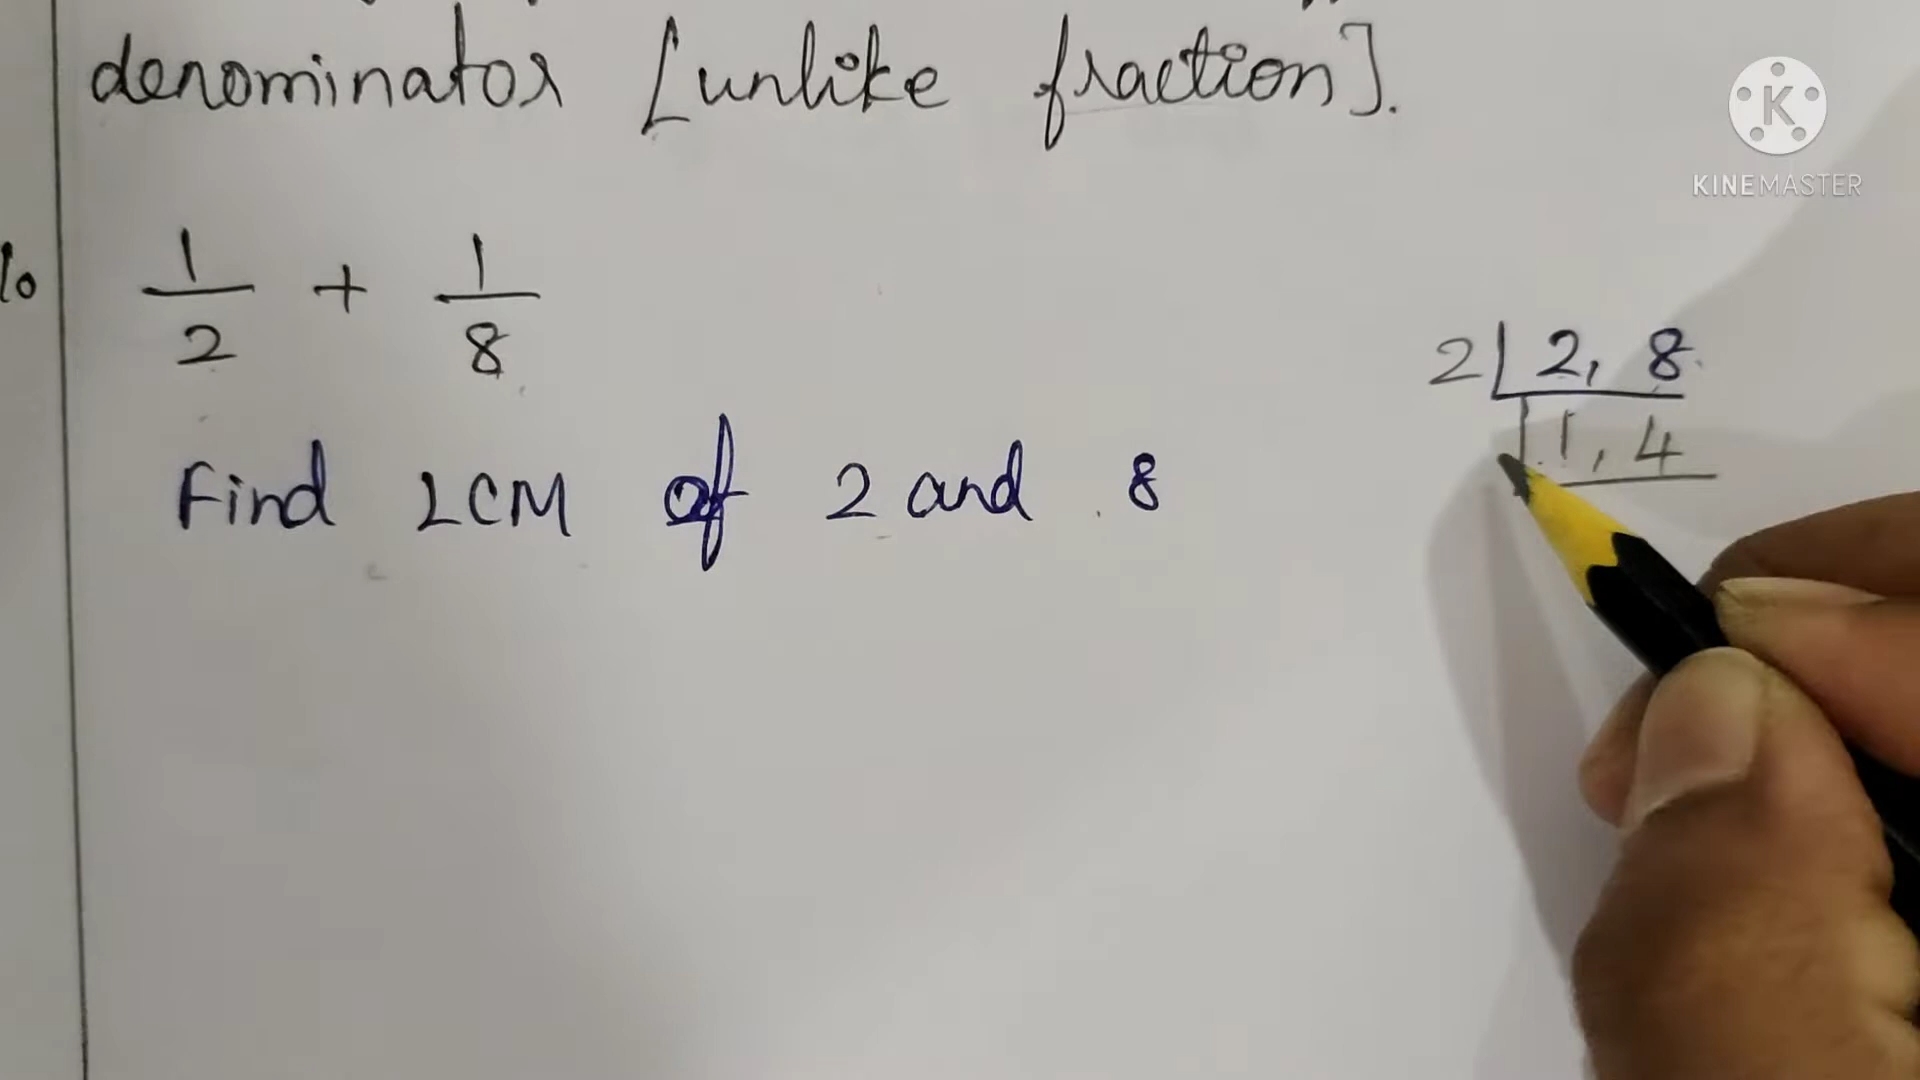 denominator [unlike fraction].
K
KINEMASTER
1. 1/2 + 1/8
2 | 2, 8
1, 4
Find LCM of 2 and 8